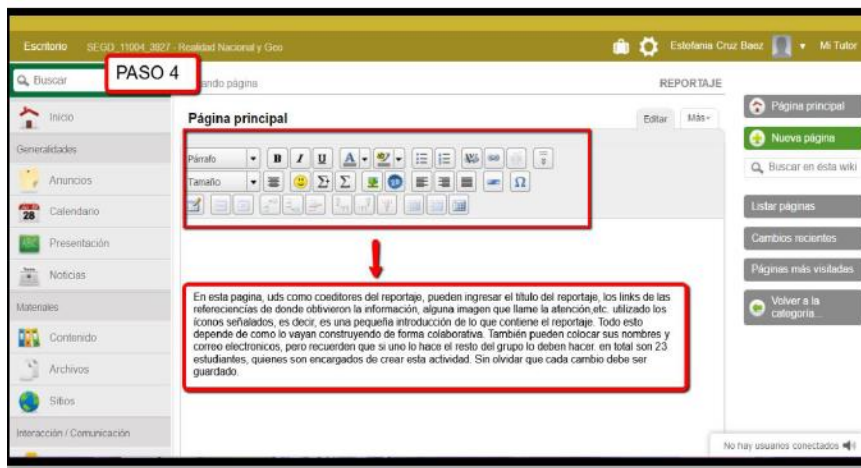 Escritorio SEGD_11004_3927 - Realidad Nacional y Geo Estefania Cruz Baez Mi Tutor
Buscar
PASO 4
ando página
REPORTAJE
Inicio
Generalidades
Anuncios
28 Calendario
Presentación
Noticias
Materiales
Contenido
Archivos
Sitios
Interacción / Comunicación
Página principal
Editar Más
Párrafo B I U A
Tamaño Σ Σ Ω
En esta pagina, uds como coeditores del reportaje, pueden ingresar el título del reportaje, los links de las
refereciencias de donde obtivieron la información, alguna imagen que llame la atención,etc. utilizado los
íconos señalados, es decir, es una pequeña introducción de lo que contiene el reportaje. Todo esto
depende de como lo vayan construyendo de forma colaborativa. También pueden colocar sus nombres y
correo electronicos, pero recuerden que si uno lo hace el resto del grupo lo deben hacer. en total son 23
estudiantes, quienes son encargados de crear esta actividad. Sin olvidar que cada cambio debe ser
guardado.
Página principal
Nueva página
Buscar en ésta wiki
Listar páginas
Cambios recientes
Páginas más visitadas
Volver a la
categoría...
No hay usuarios conectados